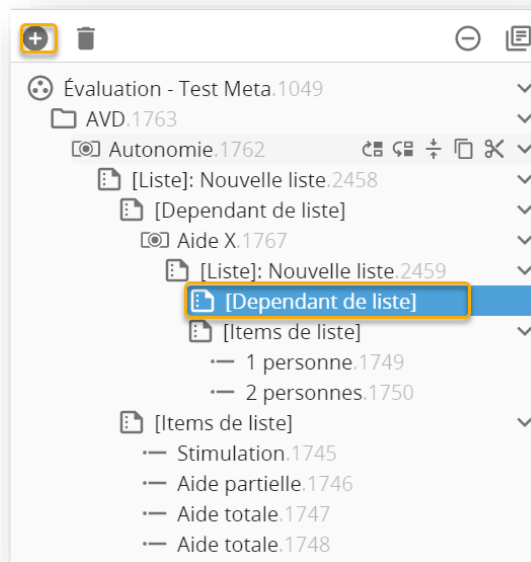 Évaluation - Test Meta.1049
AVD.1763
Autonomie.1762
[Liste]: Nouvelle liste.2458
[Dependant de liste]
Aide X.1767
[Liste]: Nouvelle liste.2459
[Dependant de liste]
[Items de liste]
1 personne.1749
2 personnes.1750
[Items de liste]
Stimulation.1745
Aide partielle.1746
Aide totale.1747
Aide totale.1748